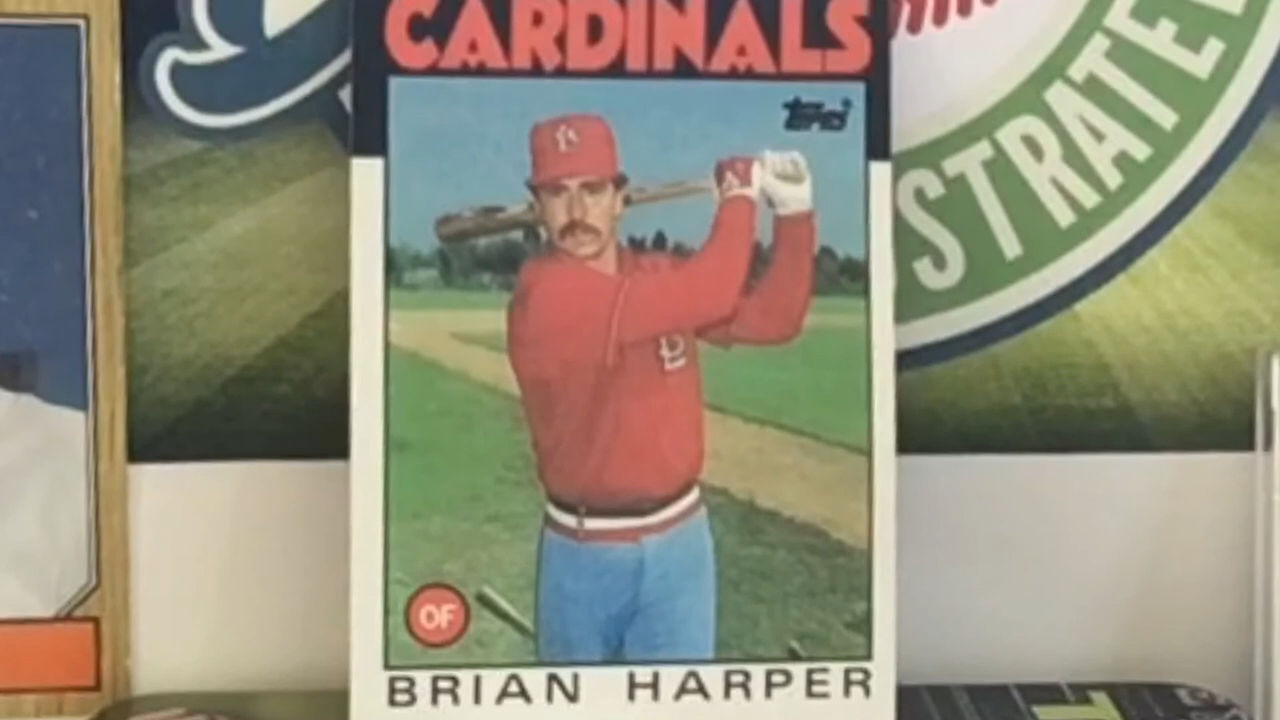 CARDINALS
Topps
STRATE
OF
BRIAN HARPER